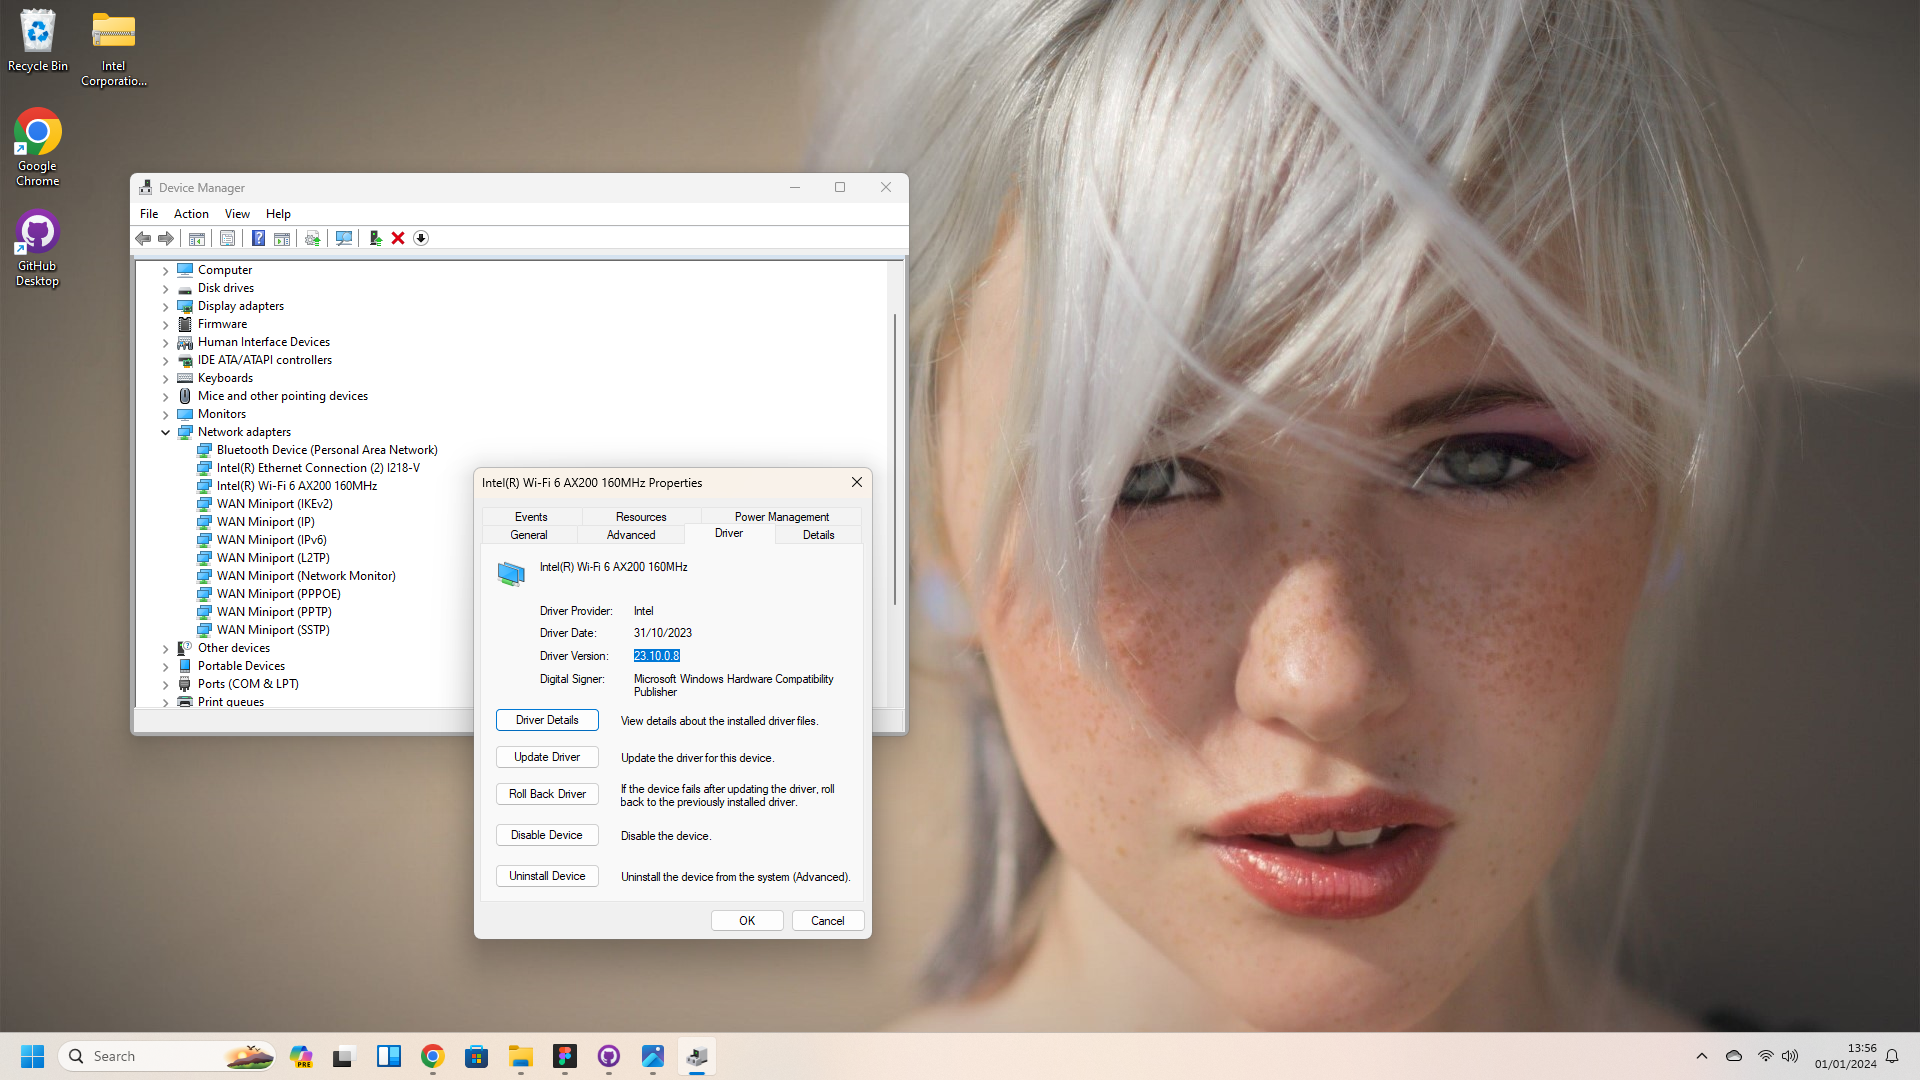 Recycle Bin
Intel
Corporatio...
Google
Chrome
GitHub
Desktop
Device Manager
File Action View Help
Computer
Disk drives
Display adapters
Firmware
Human Interface Devices
IDE ATA/ATAPI controllers
Keyboards
Mice and other pointing devices
Monitors
Network adapters
Bluetooth Device (Personal Area Network)
Intel(R) Ethernet Connection (2) I218-V
Intel(R) Wi-Fi 6 AX200 160MHz
WAN Miniport (IKEv2)
WAN Miniport (IP)
WAN Miniport (IPv6)
WAN Miniport (L2TP)
WAN Miniport (Network Monitor)
WAN Miniport (PPPOE)
WAN Miniport (PPTP)
WAN Miniport (SSTP)
Other devices
Portable Devices
Ports (COM & LPT)
Print queues
Intel(R) Wi-Fi 6 AX200 160MHz Properties
Events Resources Power Management
General Advanced Driver Details
Intel(R) Wi-Fi 6 AX200 160MHz
Driver Provider: Intel
Driver Date: 31/10/2023
Driver Version: 23.10.0.8
Digital Signer: Microsoft Windows Hardware Compatibility
Publisher
Driver Details View details about the installed driver files.
Update Driver Update the driver for this device.
Roll Back Driver If the device fails after updating the driver, roll
back to the previously installed driver.
Disable Device Disable the device.
Uninstall Device Uninstall the device from the system (Advanced).
OK Cancel
Search
PRE
13:56
01/01/2024